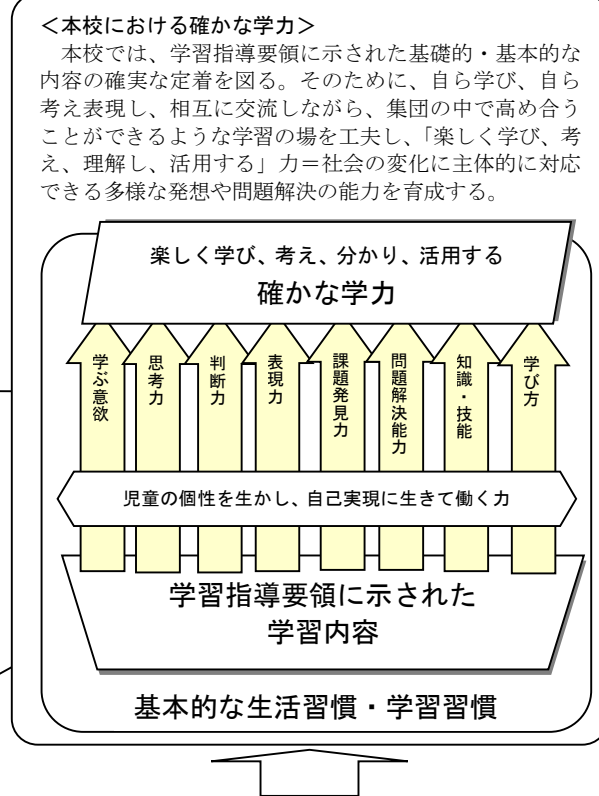 ＜本校における確かな学力＞
　本校では、学習指導要領に示された基礎的・基本的な
内容の確実な定着を図る。そのために、自ら学び、自ら
考え表現し、相互に交流しながら、集団の中で高め合う
ことができるような学習の場を工夫し、「楽しく学び、考
え、理解し、活用する」力＝社会の変化に主体的に対応
できる多様な発想や問題解決の能力を育成する。
楽しく学び、考え、分かり、活用する
確かな学力
学ぶ意欲
思考力
判断力
表現力
課題発見力
問題解決能力
知識・技能
学び方
児童の個性を生かし、自己実現に生きて働く力
学習指導要領に示された
学習内容
基本的な生活習慣・学習習慣